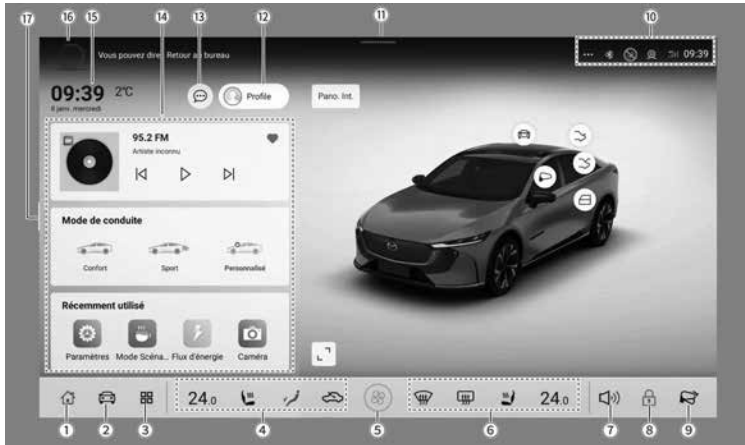 17
16
15
14
13
12
11
10
Vous pouvez dire: Retour au bureau
09:39
09:39
2°C
8 janv. mercredi
Profile
Pano. Int.
95.2 FM
Artiste inconnu
Mode de conduite
Confort
Sport
Personnalisé
Récemment utilisé
Paramètres
Mode Scéna...
Flux d'énergie
Caméra
24.0
24.0
1
2
3
4
5
6
7
8
9